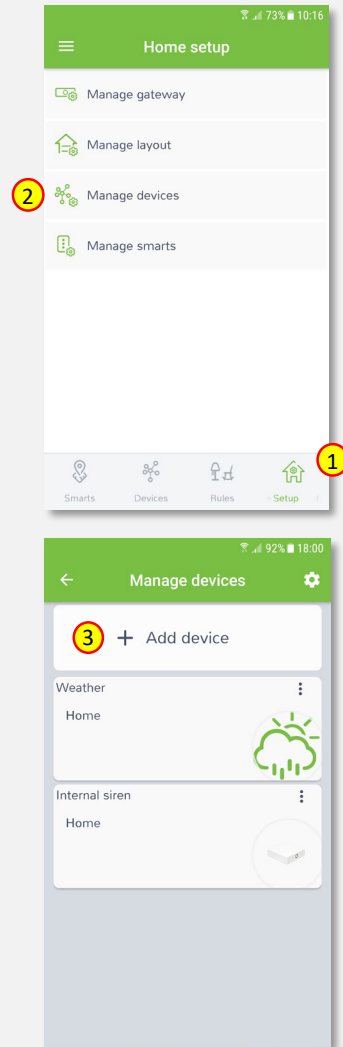 73% 10:16
Home setup
Manage gateway
Manage layout
2 Manage devices
Manage smarts
1
Smarts Devices Rules Setup
92% 18:00
Manage devices
3 + Add device
Weather
Home
Internal siren
Home